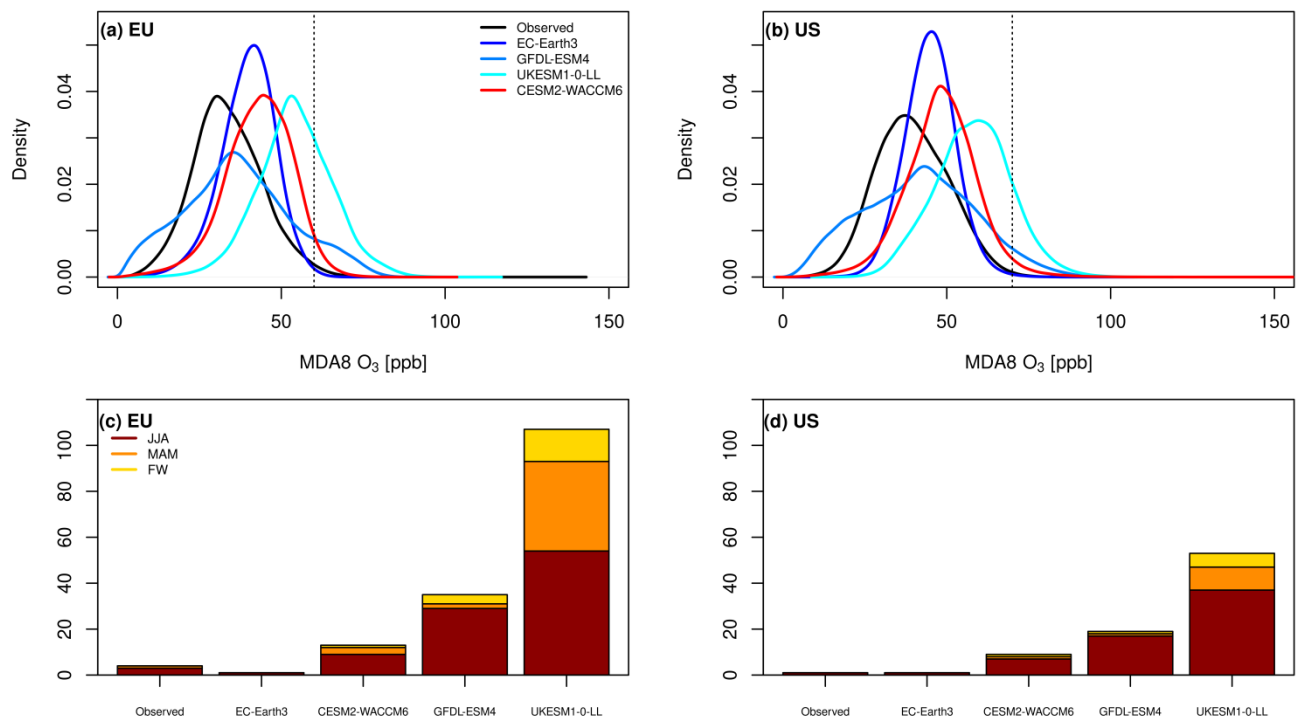 (a) EU
Observed
EC-Earth3
GFDL-ESM4
UKESM1-0-LL
CESM2-WACCM6
Density
0.00 0.02 0.04
0 50 100 150
MDA8 O3 [ppb]
(b) US
Density
0.00 0.02 0.04
0 50 100 150
MDA8 O3 [ppb]
(c) EU
JJA
MAM
FW
0 20 40 60 80 100
Observed EC-Earth3 CESM2-WACCM6 GFDL-ESM4 UKESM1-0-LL
(d) US
0 20 40 60 80 100
Observed EC-Earth3 CESM2-WACCM6 GFDL-ESM4 UKESM1-0-LL